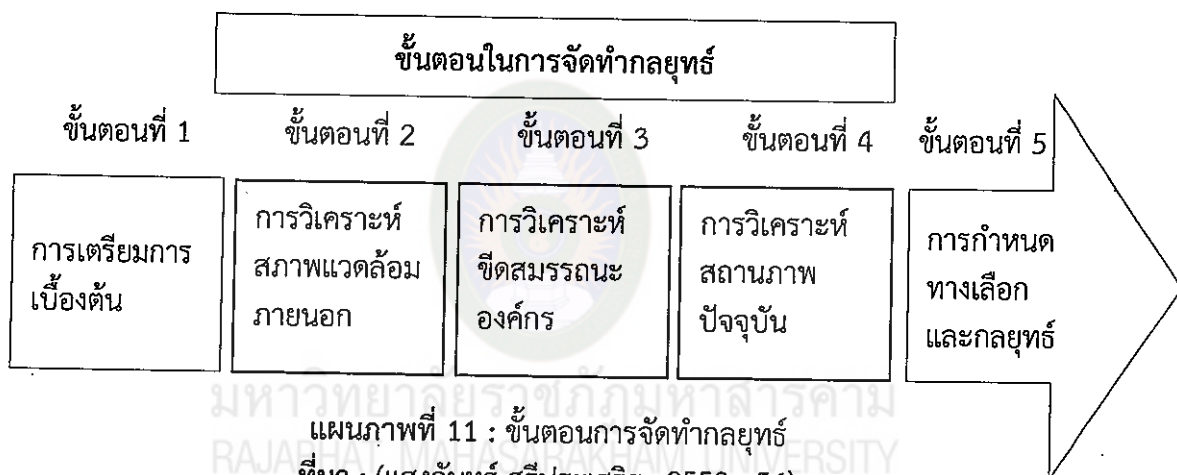 ขั้นตอนในการจัดทำกลยุทธ์
ขั้นตอนที่ 1
ขั้นตอนที่ 2
ขั้นตอนที่ 3
ขั้นตอนที่ 4
ขั้นตอนที่ 5
การเตรียมการ
เบื้องต้น
การวิเคราะห์
สภาพแวดล้อม
ภายนอก
การวิเคราะห์
ขีดสมรรถนะ
องค์กร
การวิเคราะห์
สถานภาพ
ปัจจุบัน
การกำหนด
ทางเลือก
และกลยุทธ์
มหาวิทยาลัยราชภัฏมหาสารคาม
แผนภาพที่ 11 : ขั้นตอนการจัดทำกลยุทธ์
RAJABHAT MAHASARAKHAM UNIVERSITY